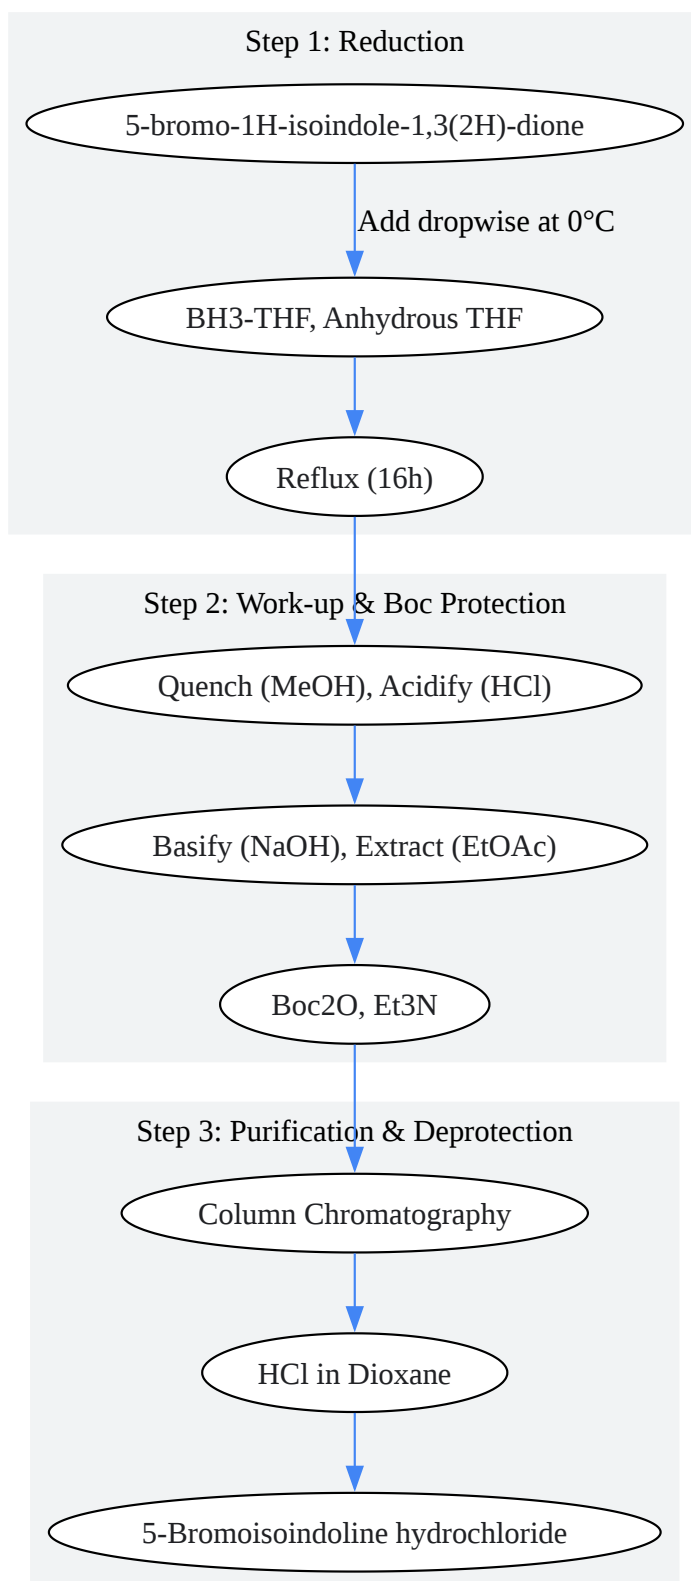 Step 1: Reduction
5-bromo-1H-isoindole-1,3(2H)-dione
Add dropwise at 0°C
BH3-THF, Anhydrous THF
Reflux (16h)
Step 2: Work-up & Boc Protection
Quench (MeOH), Acidify (HCl)
Basify (NaOH), Extract (EtOAc)
Boc2O, Et3N
Step 3: Purification & Deprotection
Column Chromatography
HCl in Dioxane
5-Bromoisoindoline hydrochloride